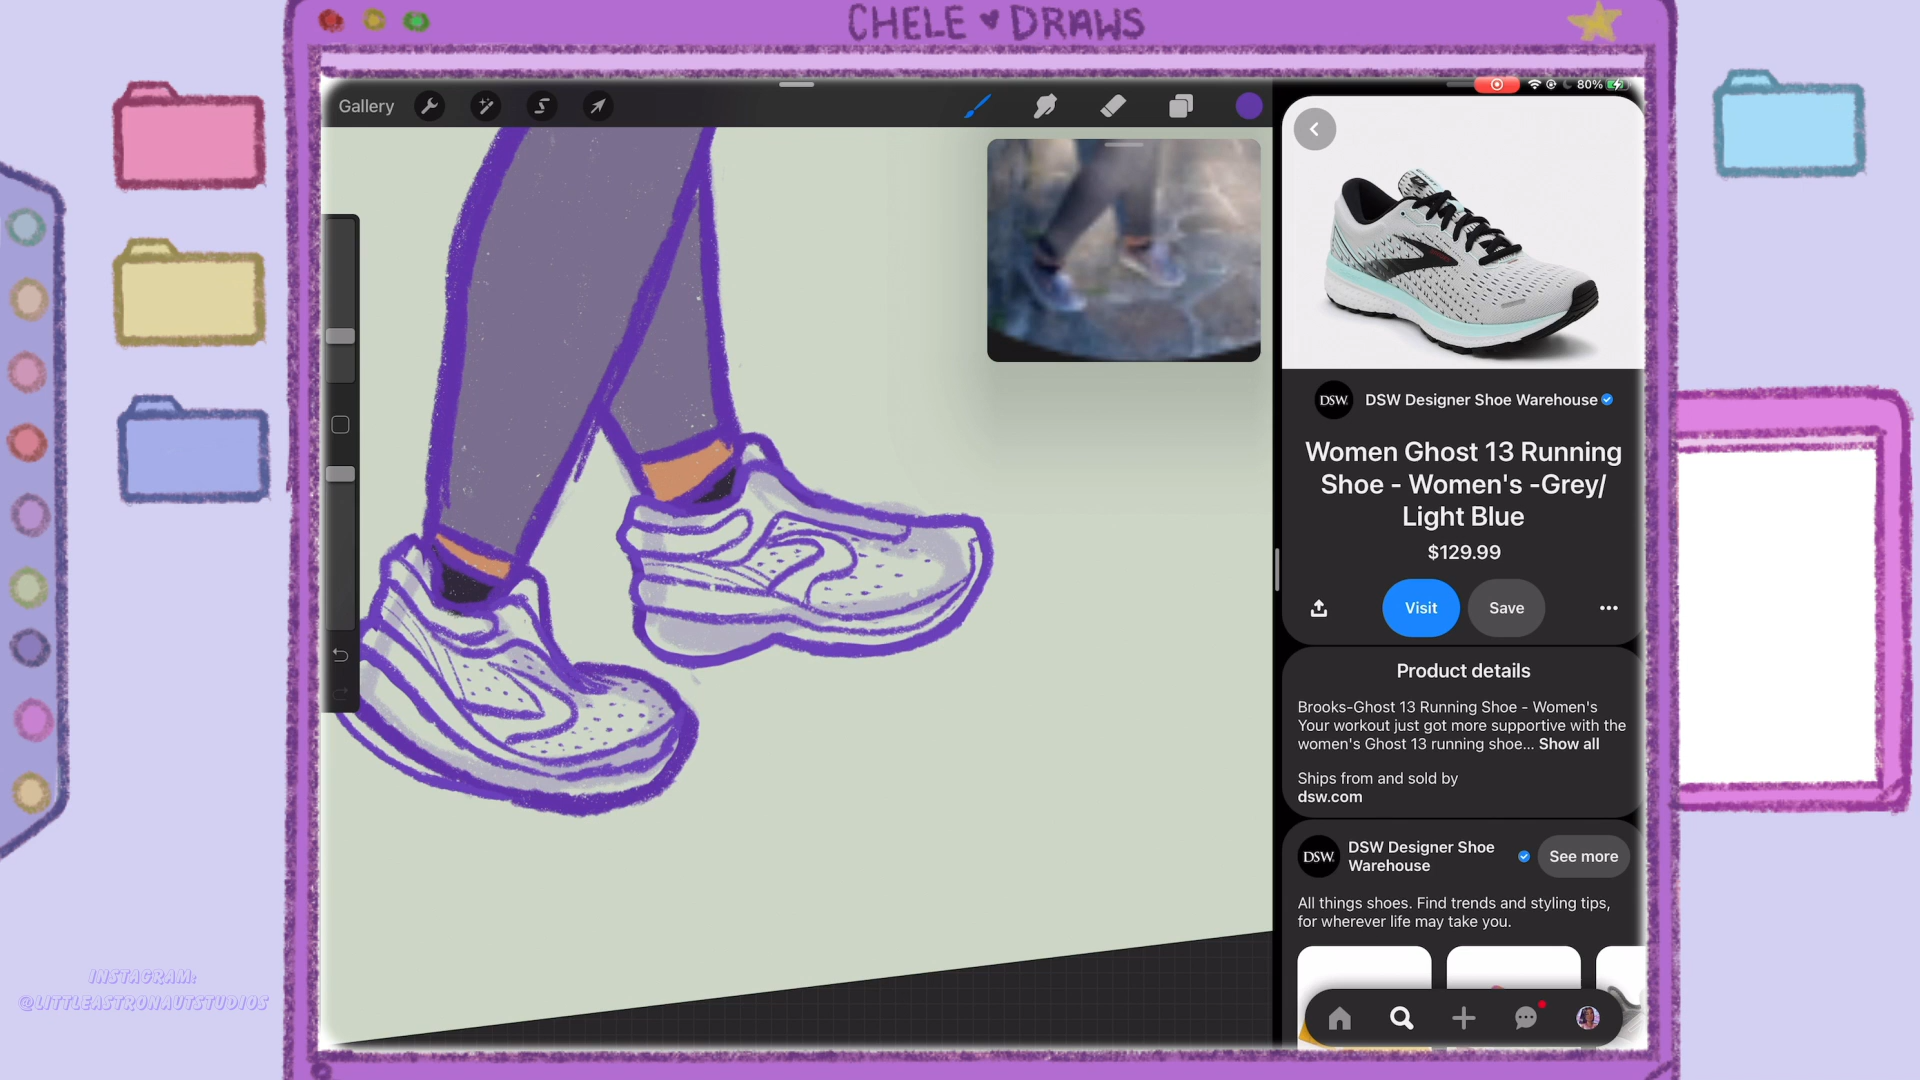 CHELE ♥ DRAWS
Gallery
80%
DSW
DSW Designer Shoe Warehouse
Women Ghost 13 Running
Shoe - Women's -Grey/
Light Blue
$129.99
Visit
Save
Product details
Brooks-Ghost 13 Running Shoe - Women's
Your workout just got more supportive with the
women's Ghost 13 running shoe... Show all
Ships from and sold by
dsw.com
DSW
DSW Designer Shoe
Warehouse
See more
All things shoes. Find trends and styling tips,
for wherever life may take you.
INSTAGRAM:
@LITTLEASTRONAUTSTUDIOS